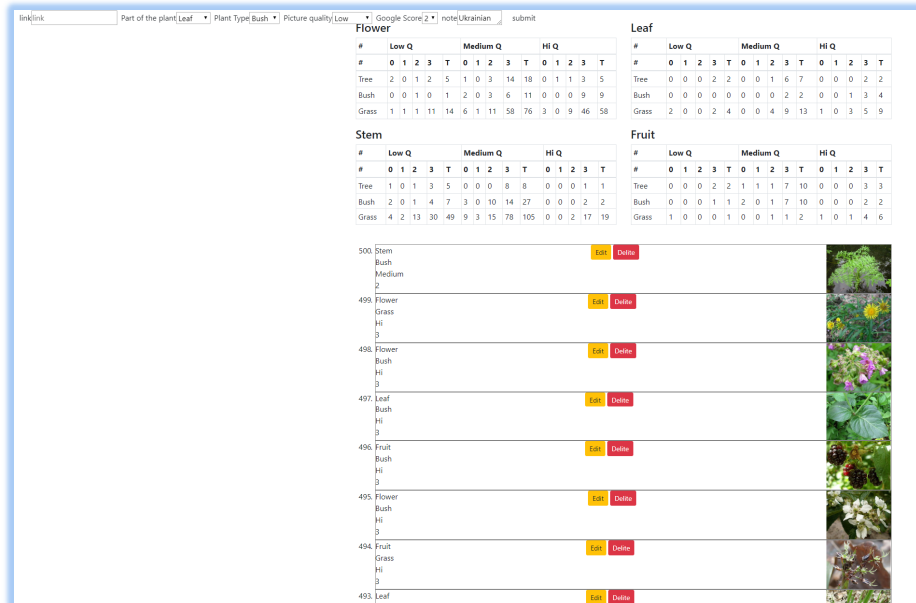 link link Part of the plant Leaf Plant Type Bush Picture quality Low Google Score 2 note Ukrainian submit
Flower
# Low Q Medium Q Hi Q
# 0 1 2 3 T 0 1 2 3 T 0 1 2 3 T
Tree 2 0 1 2 5 1 0 3 14 18 0 1 1 3 5
Bush 0 0 1 0 1 2 0 3 6 11 0 0 0 9 9
Grass 1 1 1 11 14 6 1 11 58 76 3 0 9 46 58
Leaf
# Low Q Medium Q Hi Q
# 0 1 2 3 T 0 1 2 3 T 0 1 2 3 T
Tree 0 0 0 2 2 0 0 1 6 7 0 0 0 2 2
Bush 0 0 0 0 0 0 0 0 2 2 0 0 1 3 4
Grass 2 0 0 2 4 0 0 4 9 13 1 0 3 5 9
Stem
# Low Q Medium Q Hi Q
# 0 1 2 3 T 0 1 2 3 T 0 1 2 3 T
Tree 1 0 1 3 5 0 0 0 8 8 0 0 0 1 1
Bush 2 0 1 4 7 3 0 10 14 27 0 0 0 2 2
Grass 4 2 13 30 49 9 3 15 78 105 0 0 2 17 19
Fruit
# Low Q Medium Q Hi Q
# 0 1 2 3 T 0 1 2 3 T 0 1 2 3 T
Tree 0 0 0 2 2 1 1 1 7 10 0 0 0 3 3
Bush 0 0 0 1 1 2 0 1 7 10 0 0 0 2 2
Grass 1 0 0 0 1 0 0 1 1 2 1 0 1 4 6
500. Stem Edit Delite
Bush
Medium
2
499. Flower Edit Delite
Grass
Hi
3
498. Flower Edit Delite
Bush
Hi
3
497. Leaf Edit Delite
Bush
Hi
3
496. Fruit Edit Delite
Bush
Hi
3
495. Flower Edit Delite
Bush
Hi
3
494. Fruit Edit Delite
Grass
Hi
3
493. Leaf Edit Delite